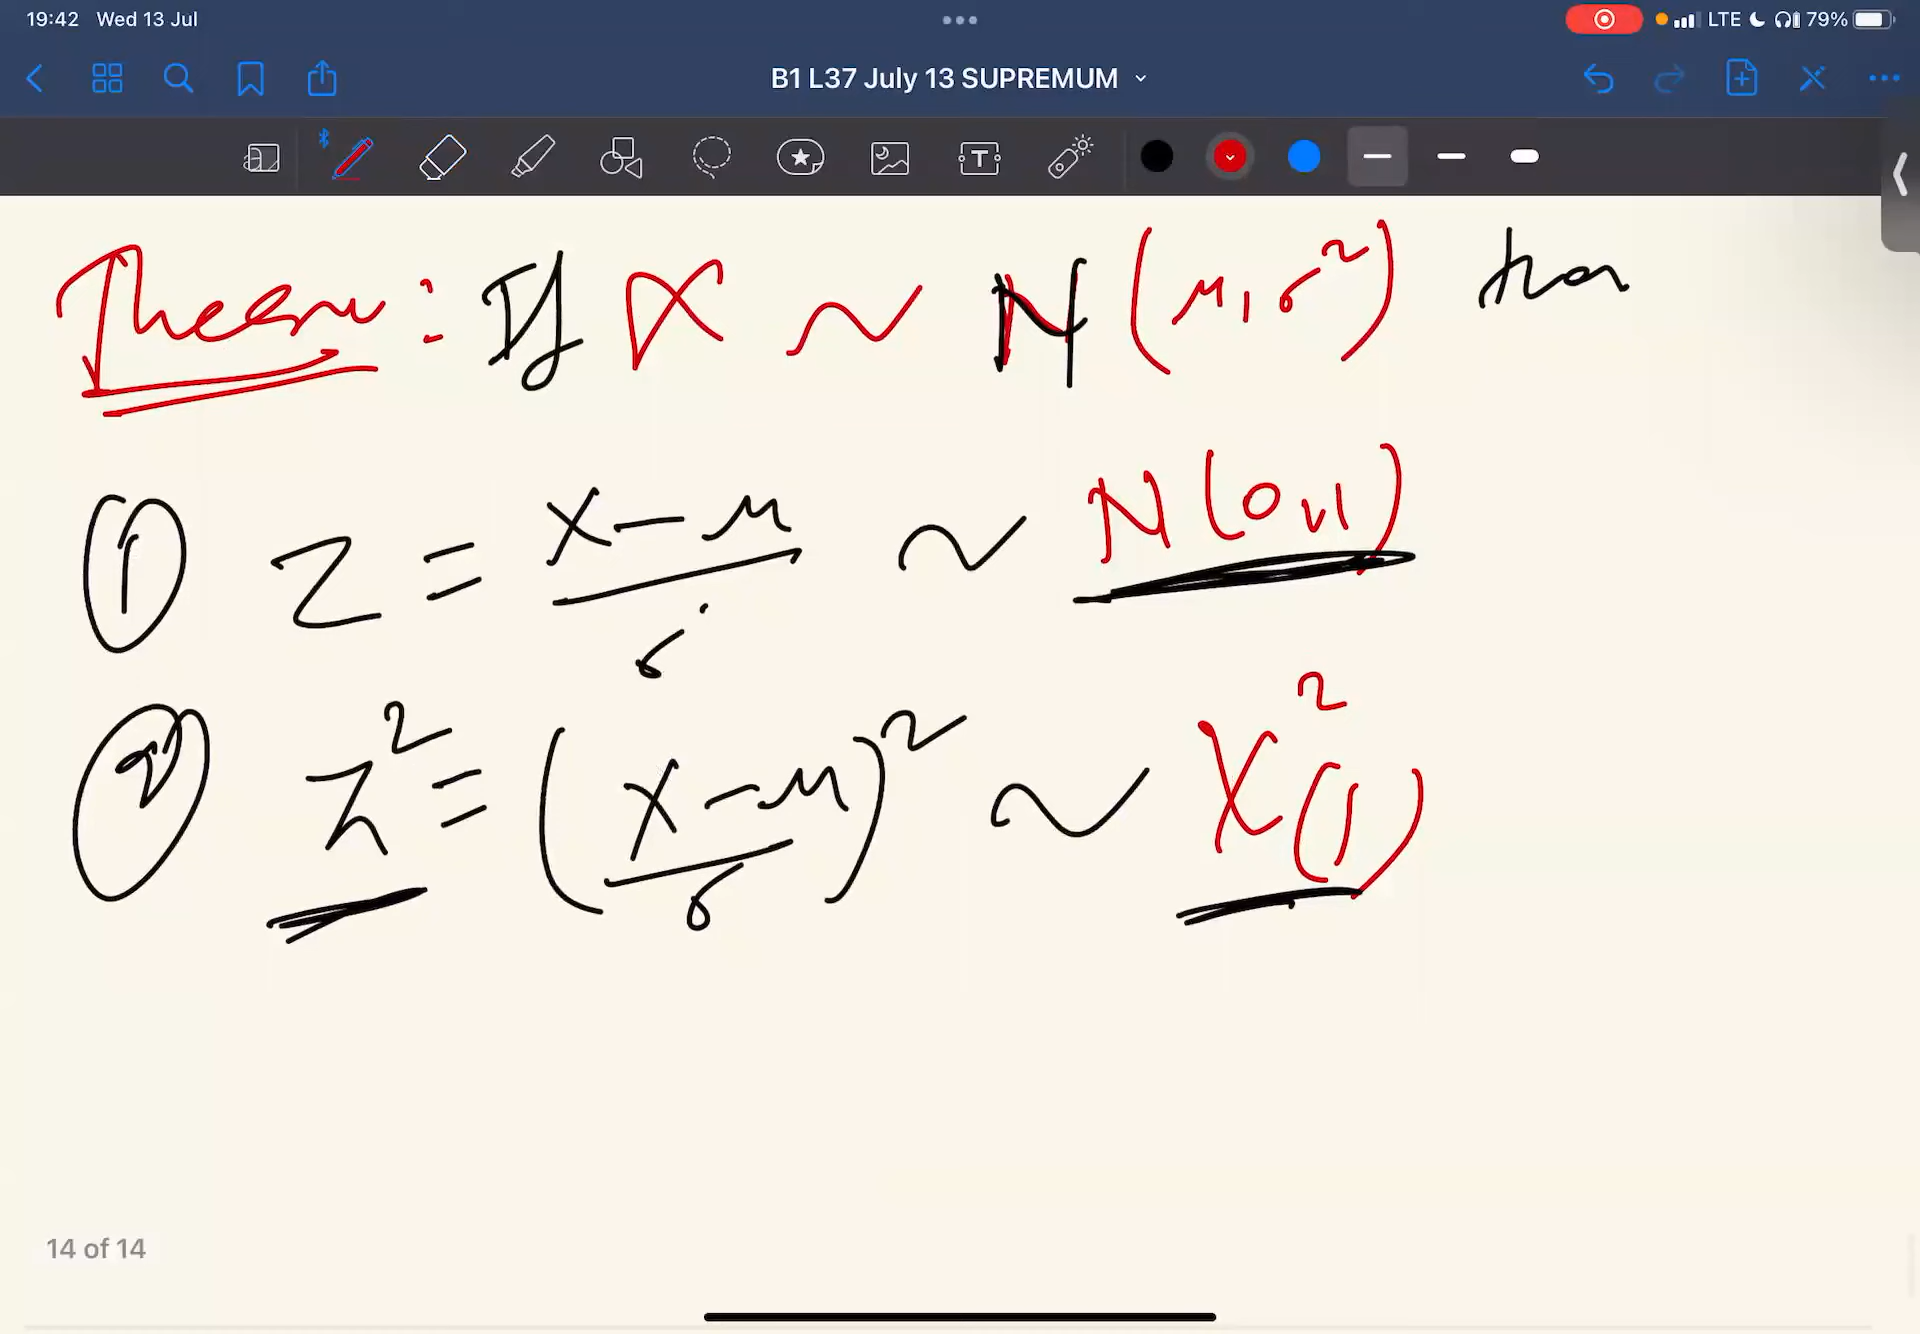 19:42 Wed 13 Jul LTE 79%
B1 L37 July 13 SUPREMUM
Theorem: If X ~ N(μ, σ²) then
① Z = (X - μ)/σ ~ N(0, 1)
② Z² = ((X - μ)/σ)² ~ χ²(1)
14 of 14